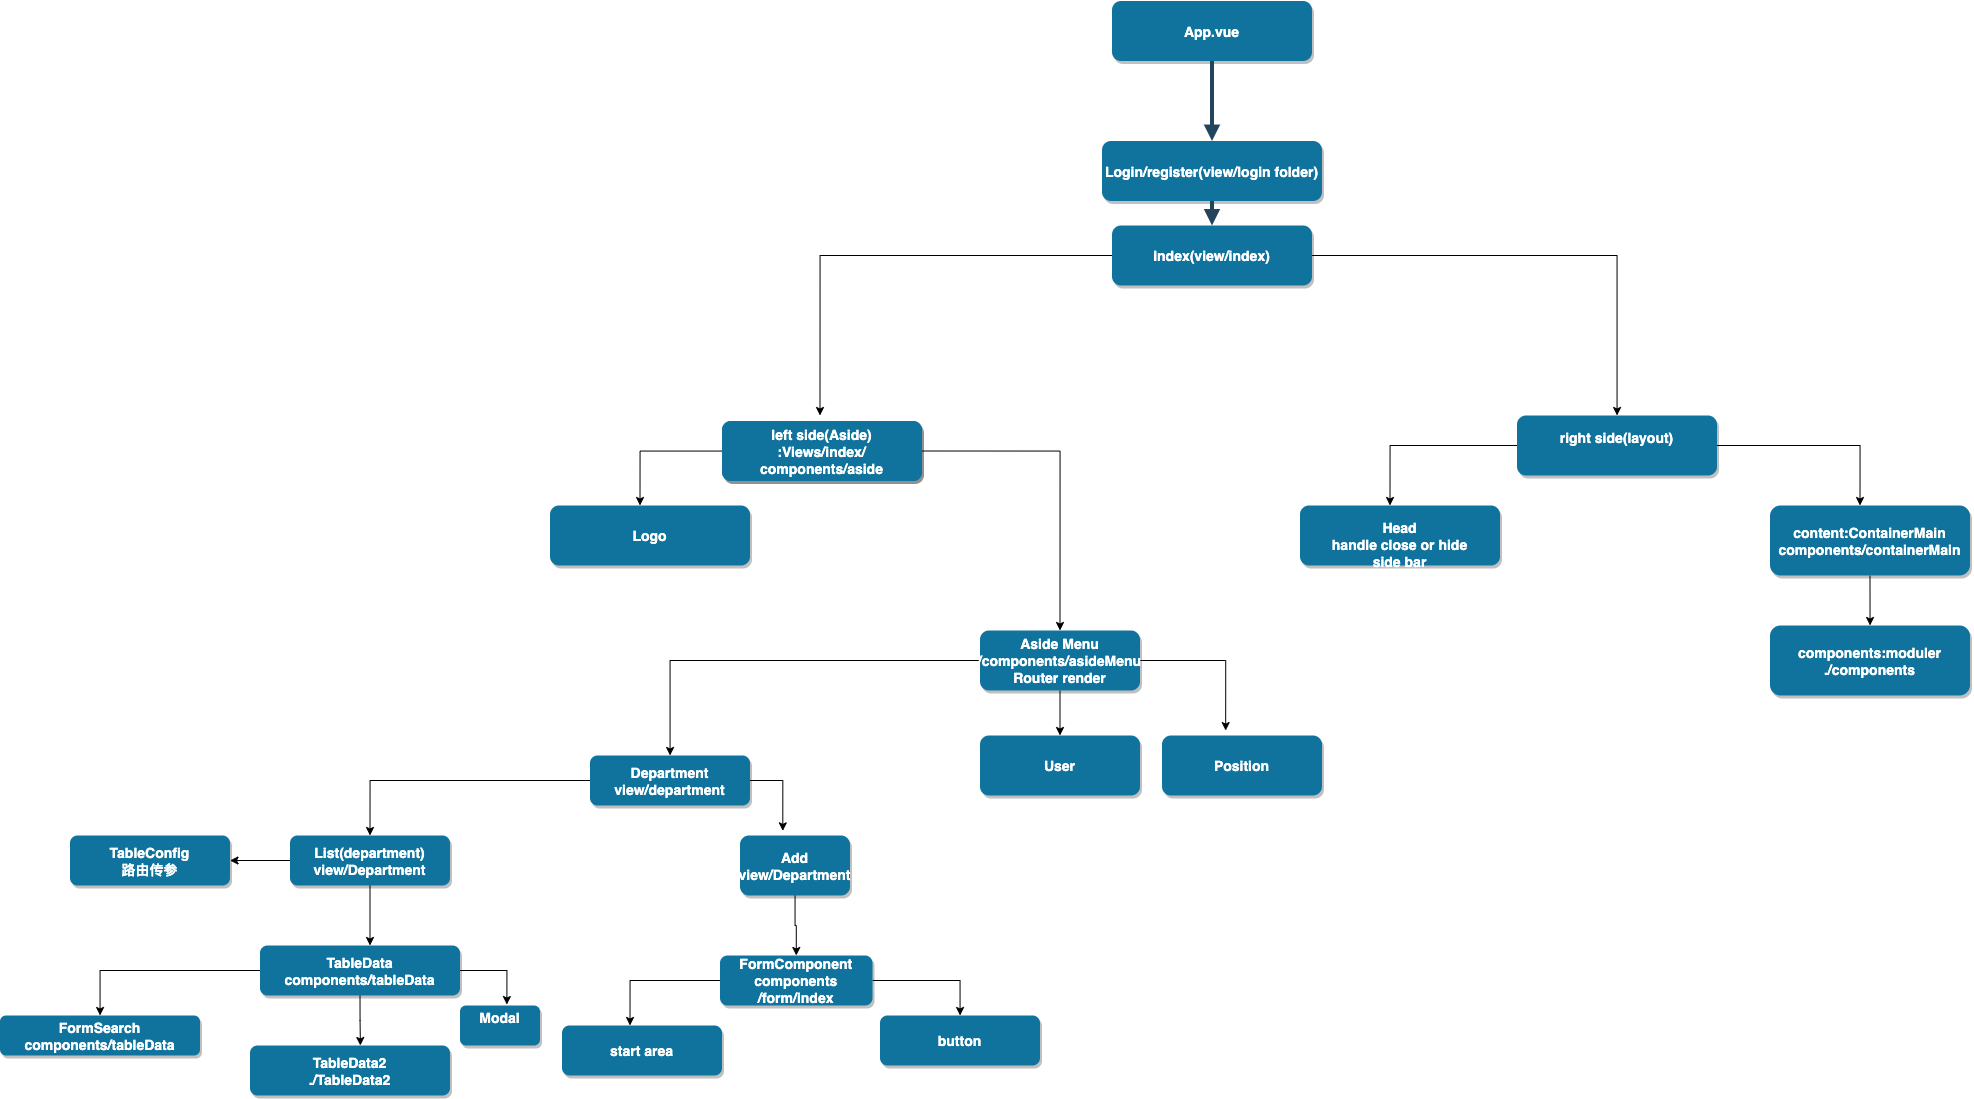 App.vue
Login/register(view/login folder)
Index(view/index)
left side(Aside)
:Views/index/
components/aside
right side(layout)
Logo
Head
handle close or hide
side bar
content:ContainerMain
components/containerMain
Aside Menu
/components/asideMenu
Router render
components:moduler
./components
User
Position
Department
view/department
TableConfig
路由传参
List(department)
view/Department
Add
view/Department
TableData
components/tableData
FormComponent
components
/form/index
Modal
FormSearch
components/tableData
start area
button
TableData2
./TableData2